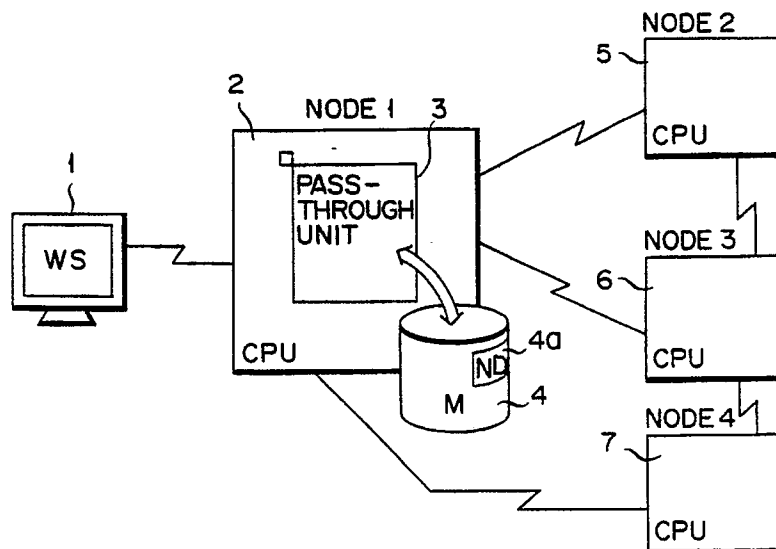 NODE 2
5
CPU
2
NODE 1
3
PASS-
THROUGH
UNIT
CPU
1
WS
4a
ND
M
4
NODE 3
6
CPU
NODE 4
7
CPU